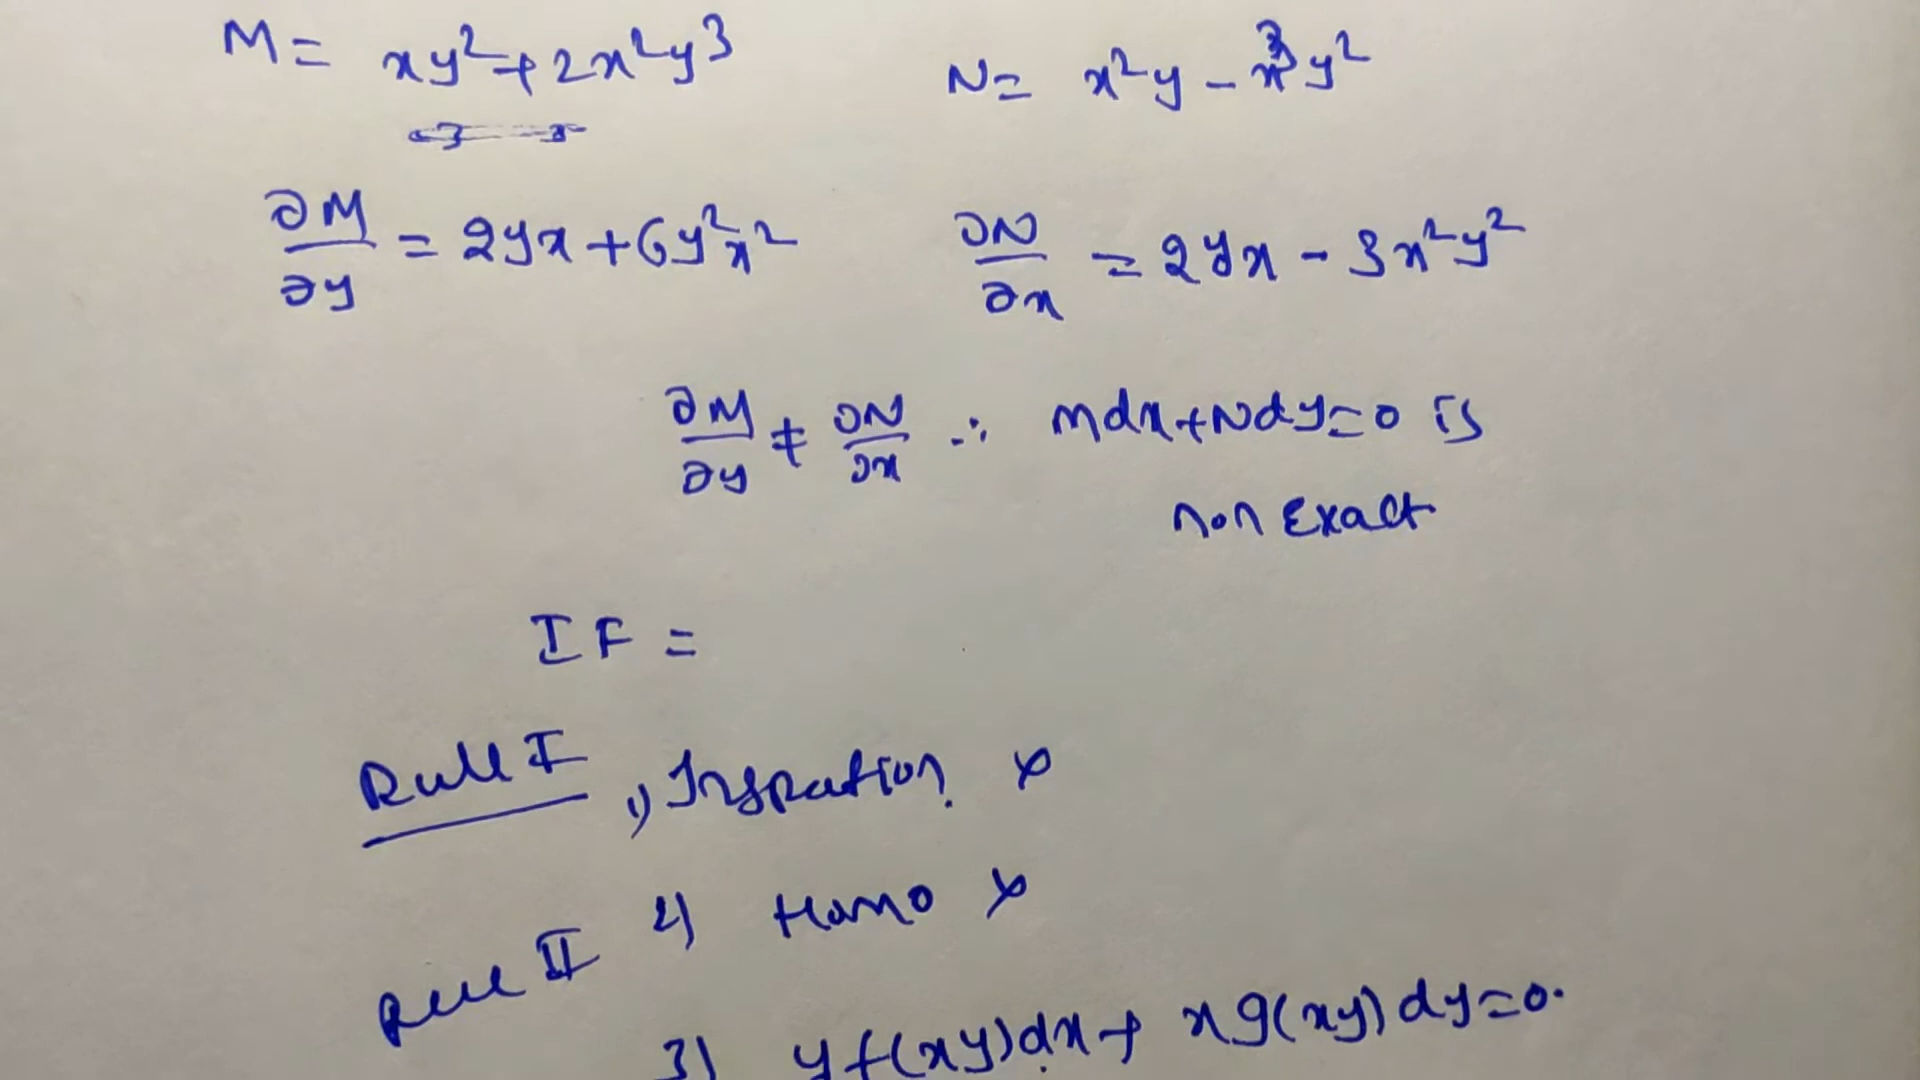 M = xy² + 2x²y³
N = x²y - x³y²
∂M/∂y = 2yx + 6y²x²
∂N/∂x = 2yx - 3x²y²
∂M/∂y ≠ ∂N/∂x ∴ Mdx+Ndy=0 is
non Exact
IF =
Rule I 1) Inspection x
Rule II 2) Homo x
3) yf(xy)dx + xg(xy)dy=0.